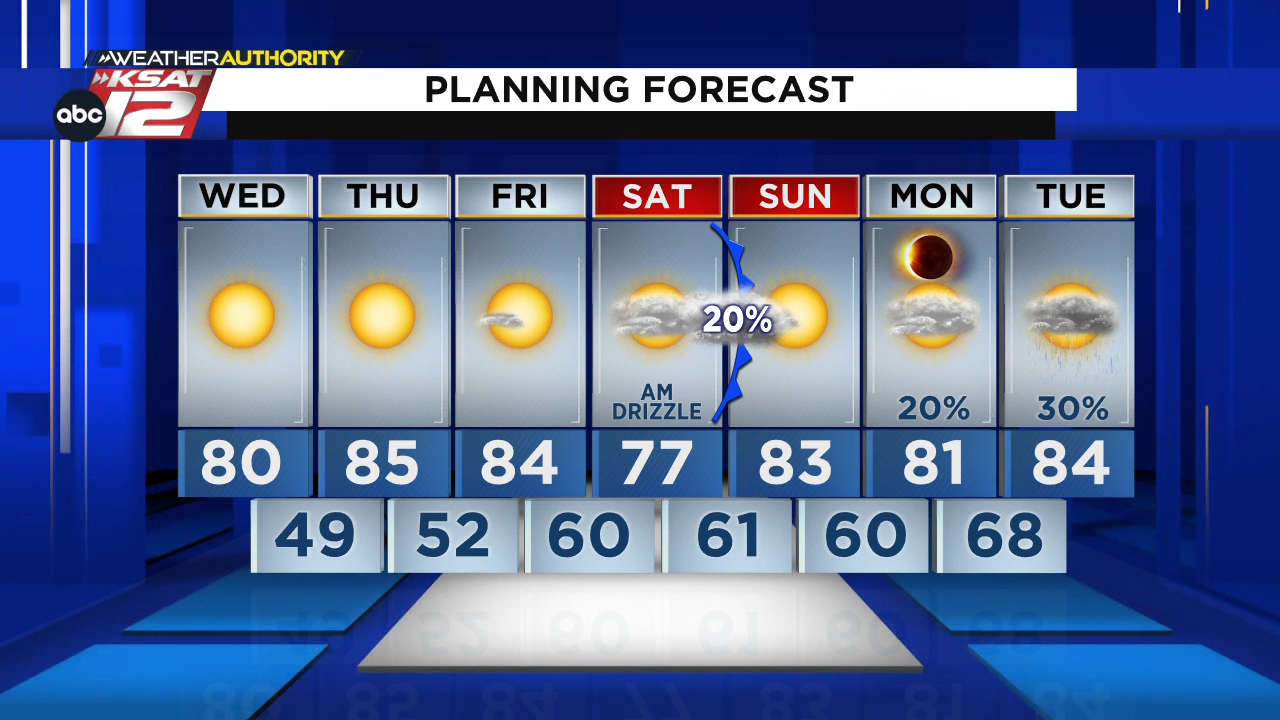 WEATHERAUTHORITY
KSAT
abc
12
PLANNING FORECAST
WED THU FRI SAT SUN MON TUE
20%
AM
DRIZZLE
20% 30%
80 85 84 77 83 81 84
49 52 60 61 60 68